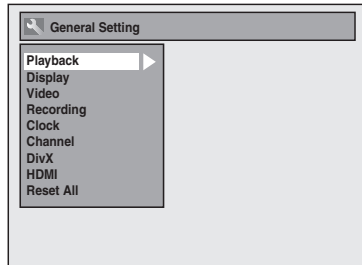 General Setting
Playback
Display
Video
Recording
Clock
Channel
DivX
HDMI
Reset All